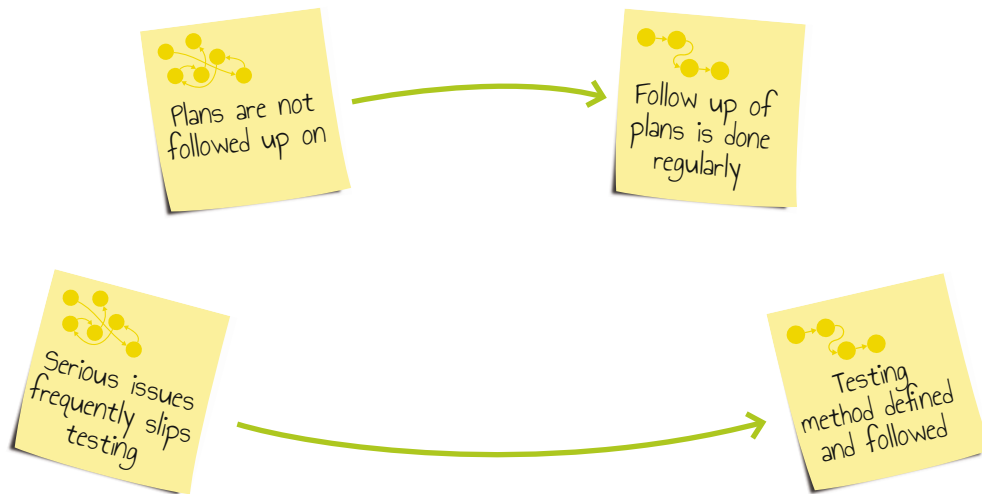 Plans are not
followed up on
Follow up of
plans is done
regularly
Serious issues
frequently slips
testing
Testing
method defined
and followed